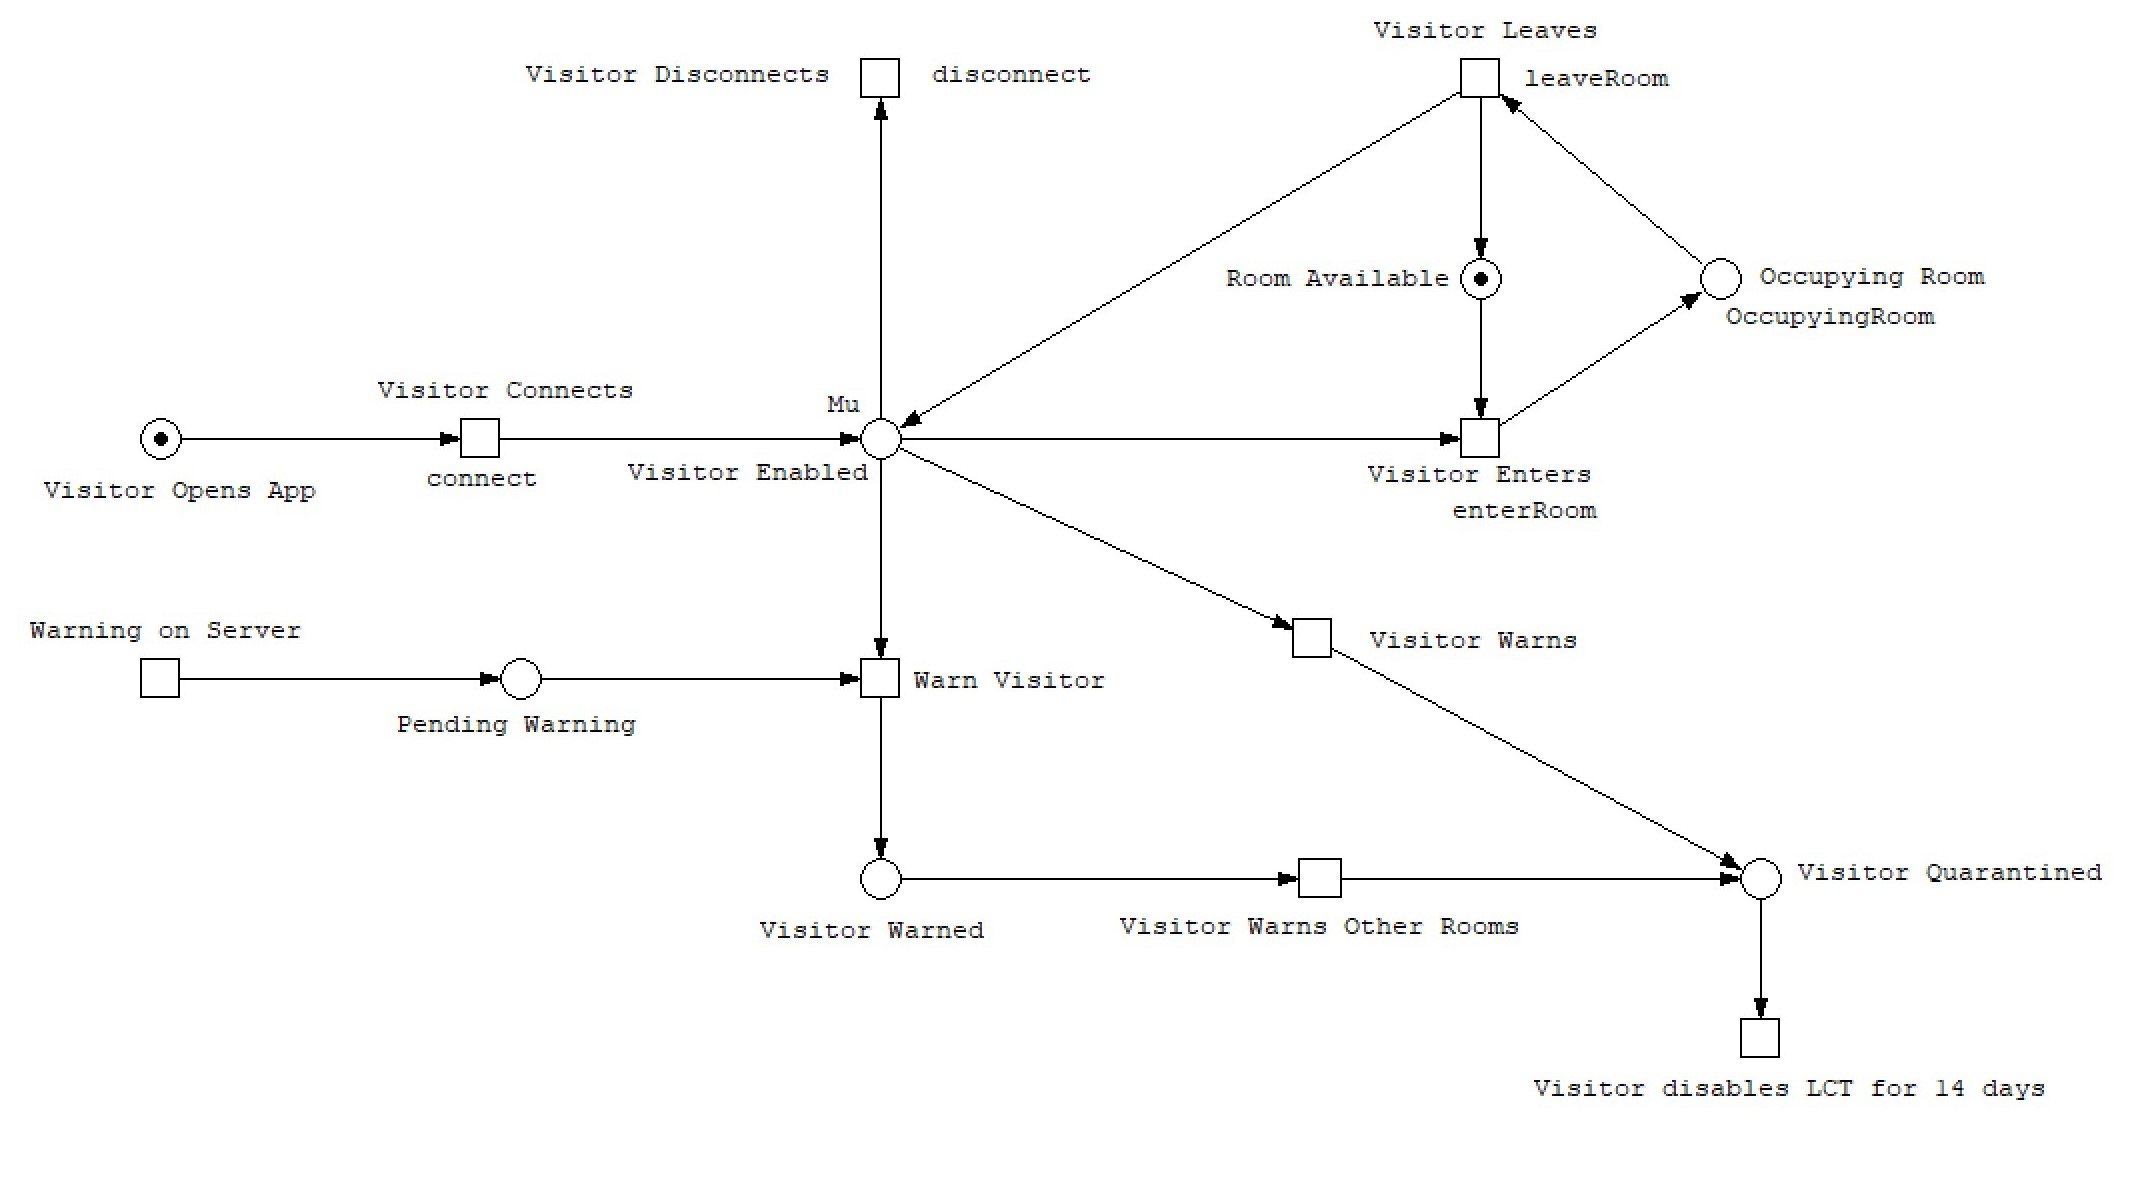 Visitor Leaves
Visitor Disconnects
disconnect
leaveRoom
Room Available
Occupying Room
OccupyingRoom
Visitor Connects
Mu
connect
Visitor Enabled
Visitor Opens App
Visitor Enters
enterRoom
Warning on Server
Visitor Warns
Warn Visitor
Pending Warning
Visitor Quarantined
Visitor Warned
Visitor Warns Other Rooms
Visitor disables LCT for 14 days